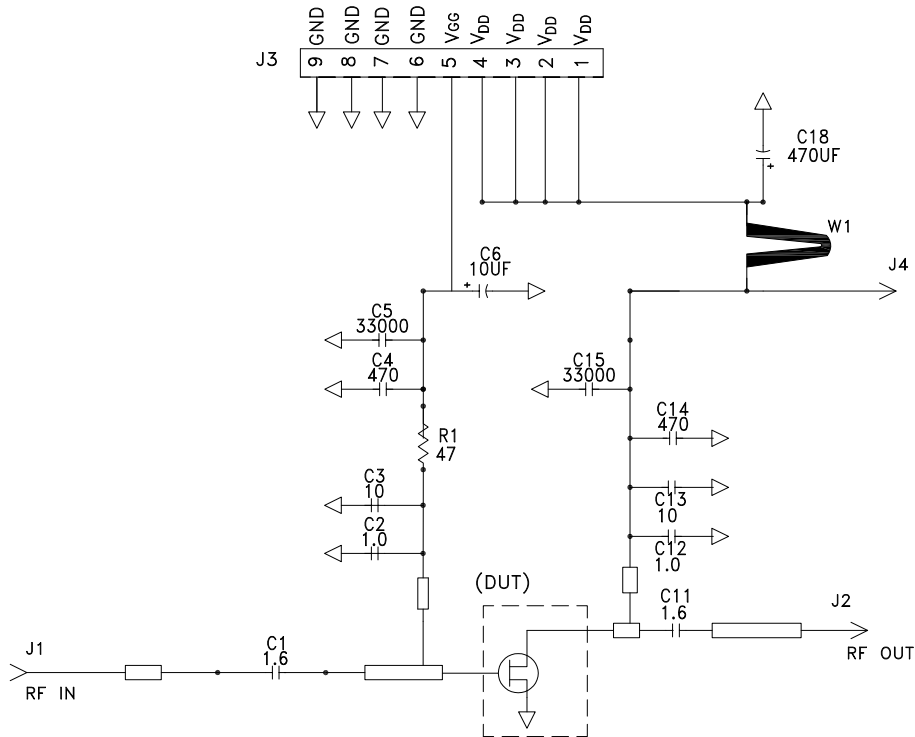 GND
GND
GND
GND
VGG
VDD
VDD
VDD
VDD
J3
9 8 7 6 5 4 3 2 1
C18
470UF
+
W1
C6
10UF
+
J4
C5
33000
C4
470
C15
33000
C14
470
R1
47
C3
10
C13
10
C2
1.0
C12
1.0
(DUT)
C11
1.6
J2
RF OUT
J1
RF IN
C1
1.6